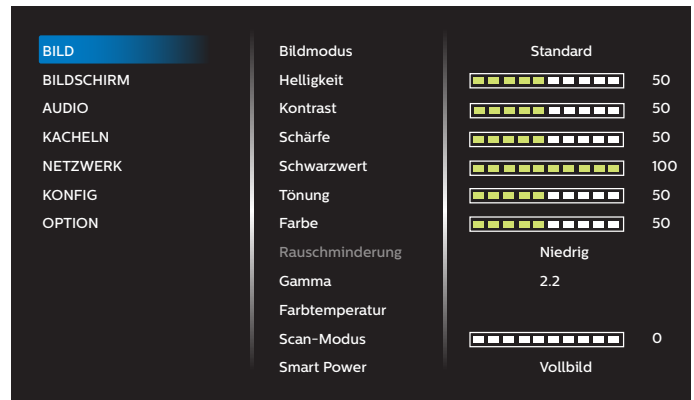 BILD Bildmodus Standard
BILDSCHIRM Helligkeit 50
AUDIO Kontrast 50
KACHELN Schärfe 50
NETZWERK Schwarzwert 100
KONFIG Tönung 50
OPTION Farbe 50
Rauschminderung Niedrig
Gamma 2.2
Farbtemperatur
Scan-Modus 0
Smart Power Vollbild